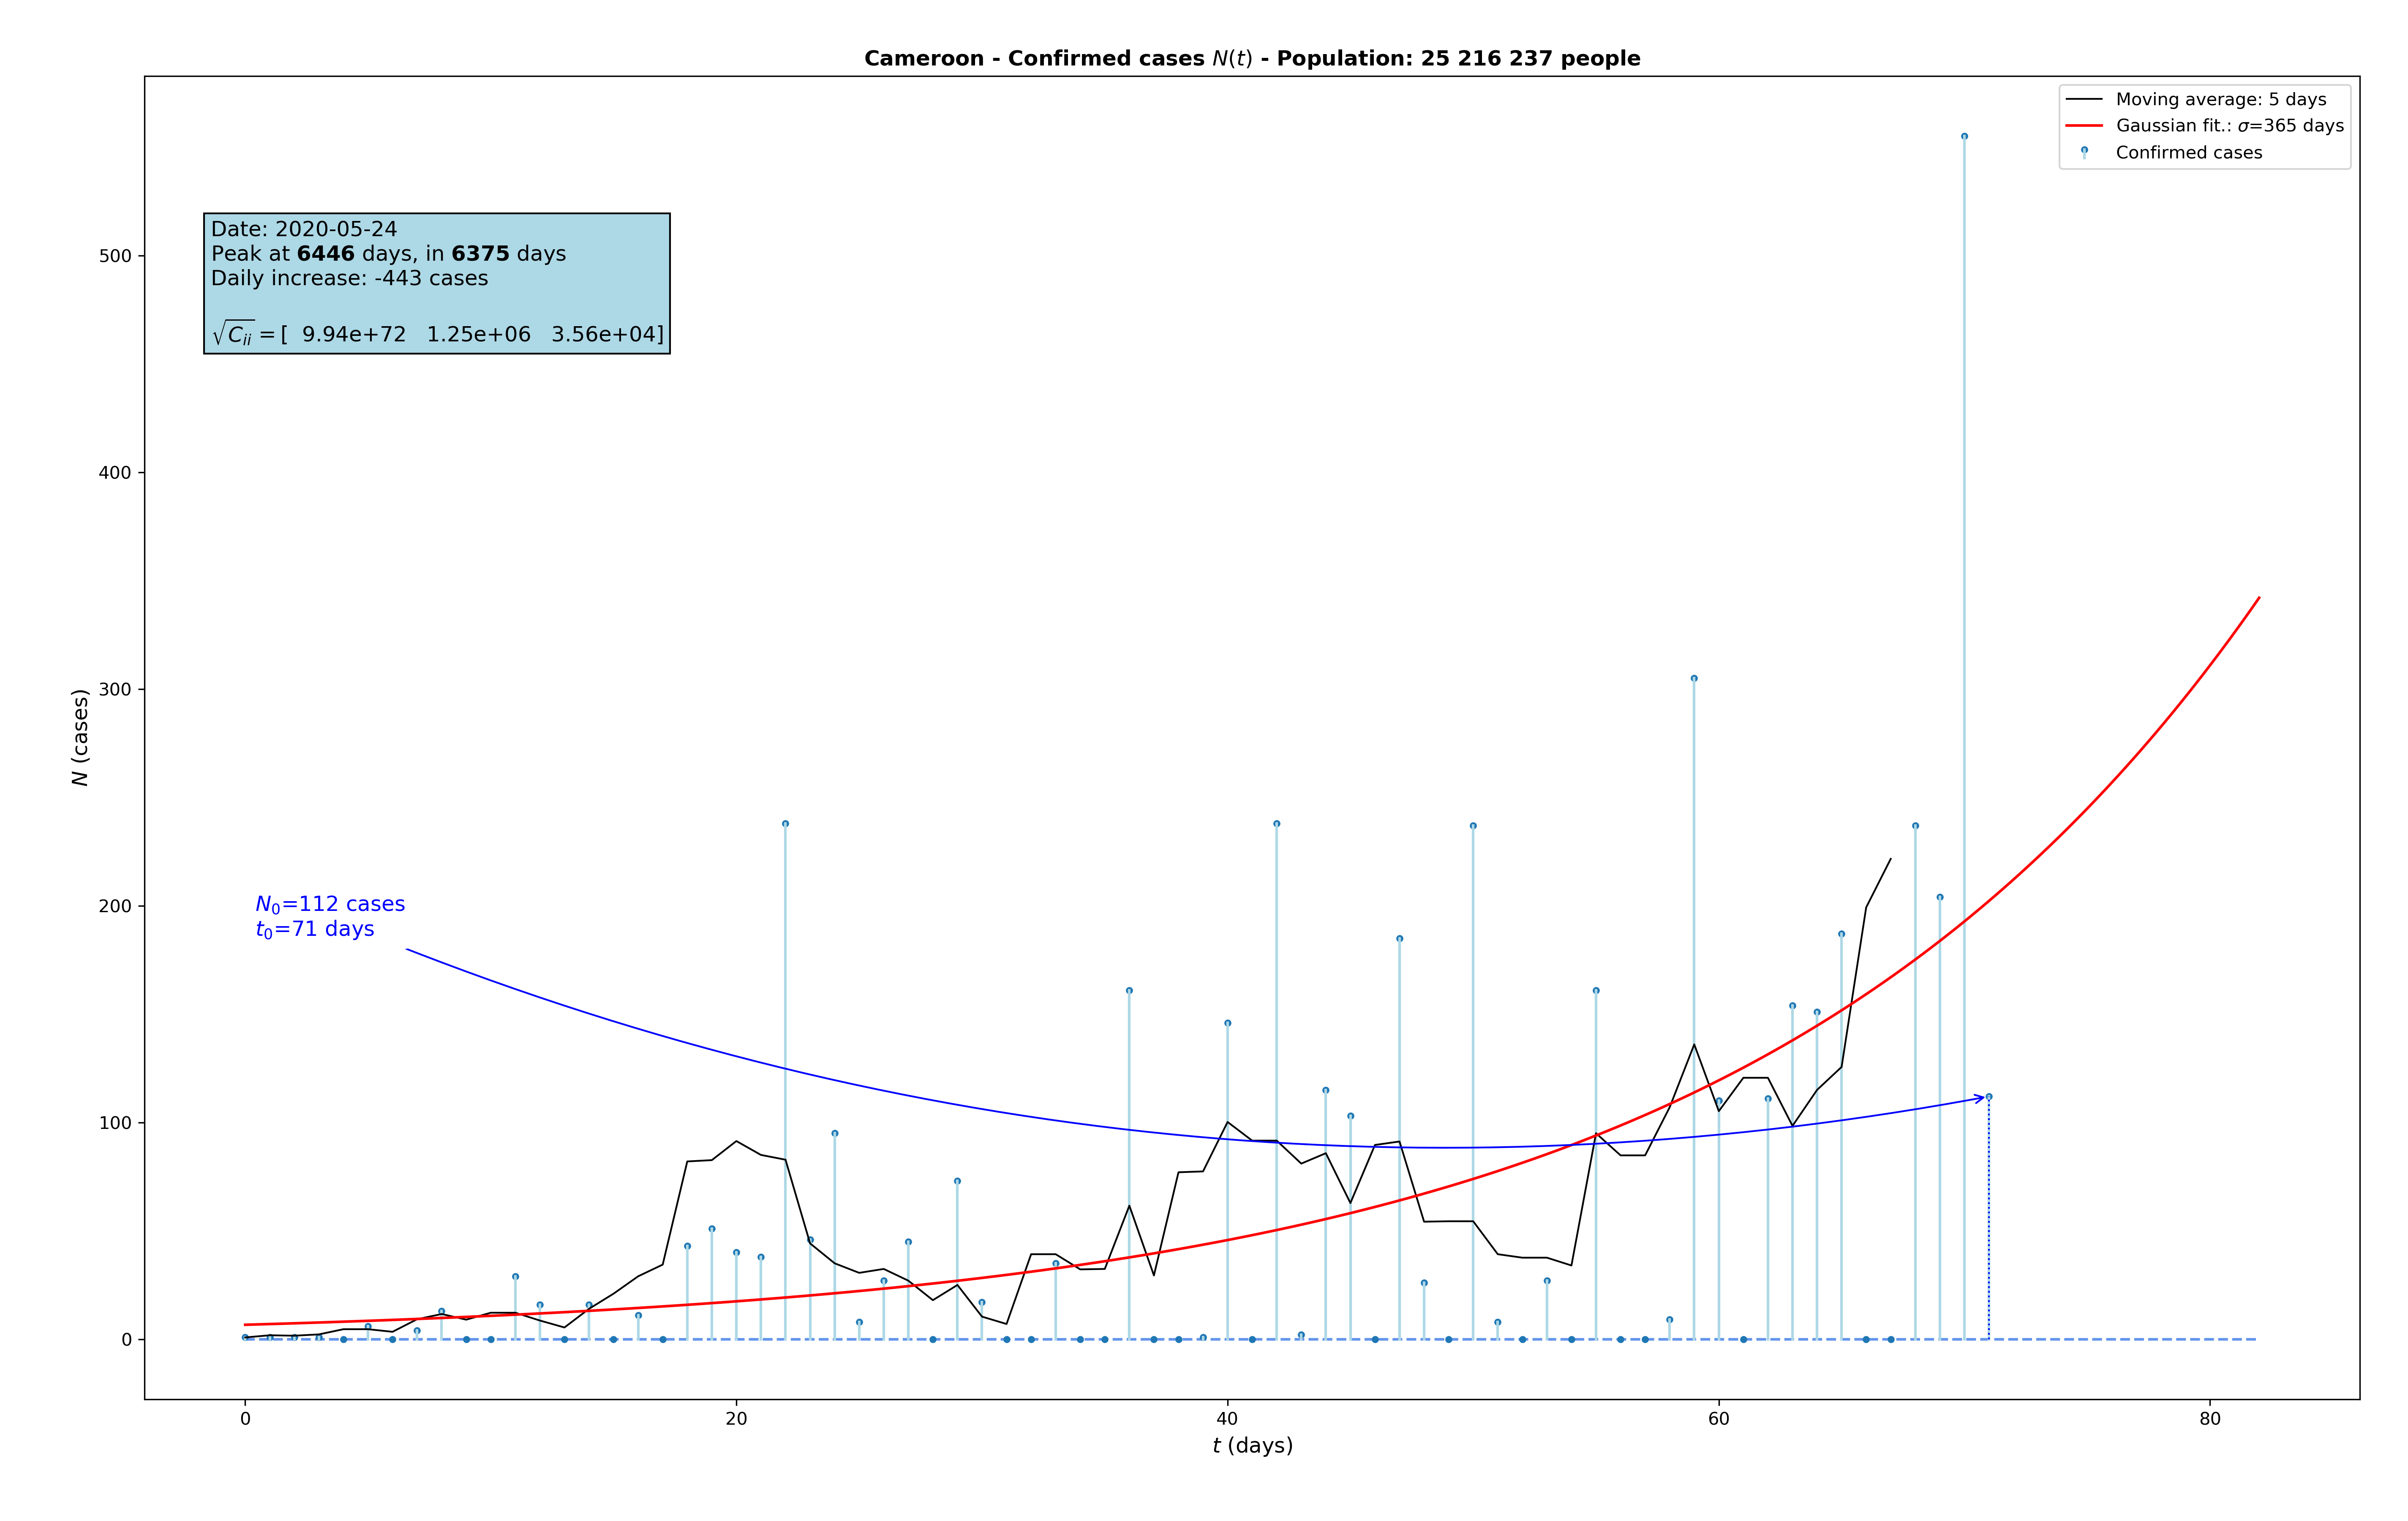 Cameroon - Confirmed cases N(t) - Population: 25 216 237 people
Moving average: 5 days
Gaussian fit.: σ=365 days
Confirmed cases
Date: 2020-05-24
Peak at 6446 days, in 6375 days
Daily increase: -443 cases
√Cii = [ 9.94e+72 1.25e+06 3.56e+04]
N0=112 cases
t0=71 days
N (cases)
500
400
300
200
100
0
0 20 40 60 80
t (days)